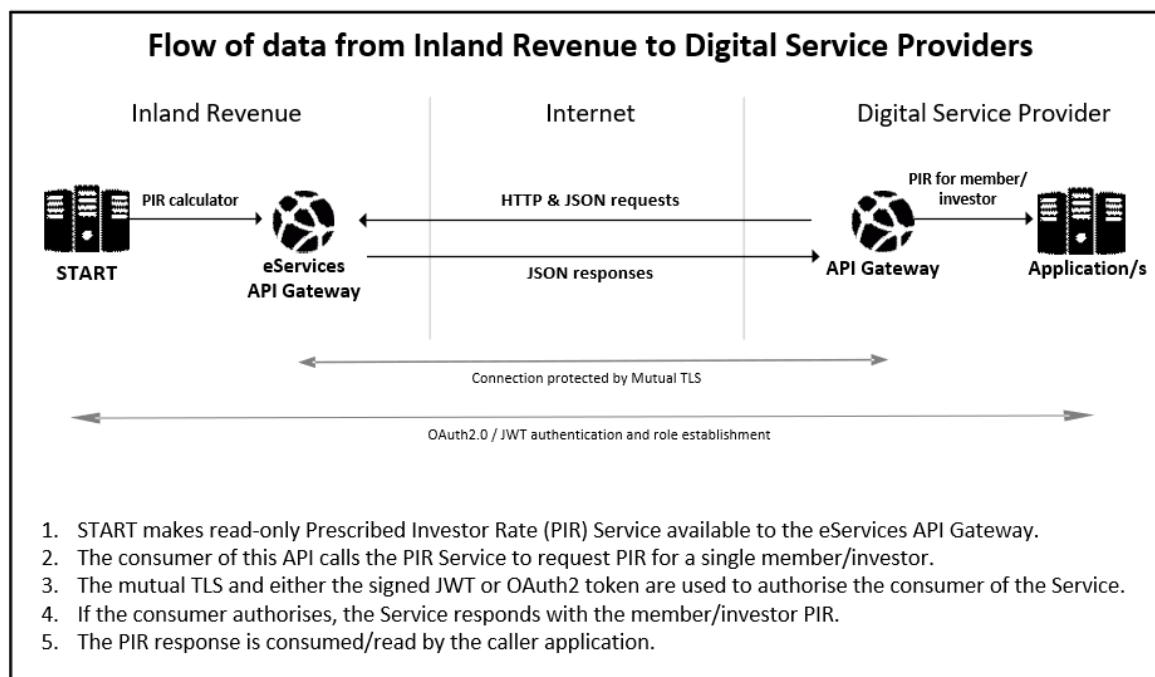 Flow of data from Inland Revenue to Digital Service Providers
Inland Revenue
Internet
Digital Service Provider
PIR calculator
HTTP & JSON requests
PIR for member/
investor
START
eServices
API Gateway
JSON responses
API Gateway
Application/s
Connection protected by Mutual TLS
OAuth2.0 / JWT authentication and role establishment
1. START makes read-only Prescribed Investor Rate (PIR) Service available to the eServices API Gateway.
2. The consumer of this API calls the PIR Service to request PIR for a single member/investor.
3. The mutual TLS and either the signed JWT or OAuth2 token are used to authorise the consumer of the Service.
4. If the consumer authorises, the Service responds with the member/investor PIR.
5. The PIR response is consumed/read by the caller application.